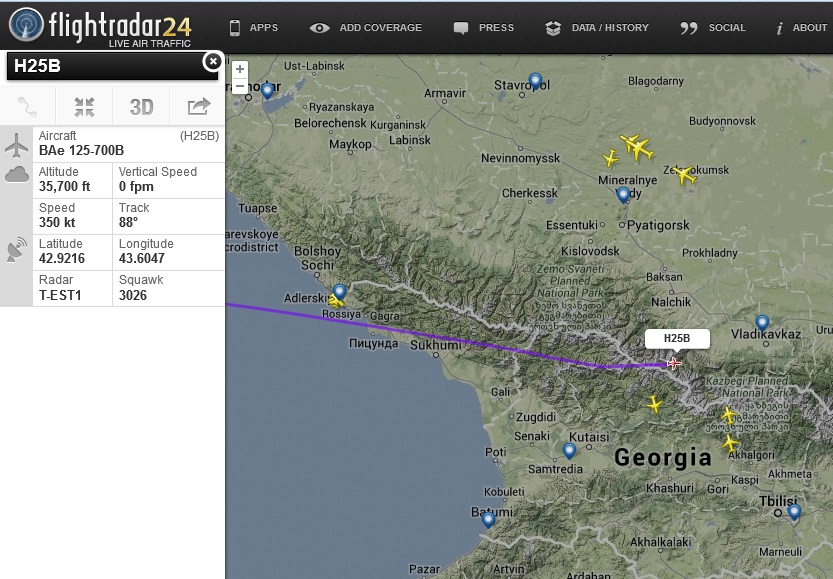 flightradar24
LIVE AIR TRAFFIC
APPS
ADD COVERAGE
PRESS
DATA / HISTORY
SOCIAL
ABOUT
H25B
3D
Aircraft (H25B)
BAe 125-700B
Altitude Vertical Speed
35,700 ft 0 fpm
Speed Track
350 kt 88°
Latitude Longitude
42.9216 43.6047
Radar Squawk
T-EST1 3026
+
−
Ust-Labinsk
Stavropol
Blagodarny
Armavir
Ryazanskaya
Belorechensk
Kurganinsk
Budyonnovsk
Maykop
Labinsk
Nevinnomyssk
Mineralnye
Vody
Cherkessk
Tuapse
Essentuki
Pyatigorsk
Kislovodsk
Prokhladny
Bolshoy
Sochi
Zemo Svaneti
Planned
National Park
Baksan
Nalchik
Rossiya
Gagra
Пицунда
Sukhumi
H25B
Vladikavkaz
Kazbegi Planned
National Park
Gali
Zugdidi
Senaki
Kutaisi
Poti
Samtredia
Georgia
Akhalgori
Akhmeta
Khashuri
Gori
Kaspi
Kobuleti
Tbilisi
Batumi
Akhalkalaki
Marneuli
Pazar
Artvin
Ardahan